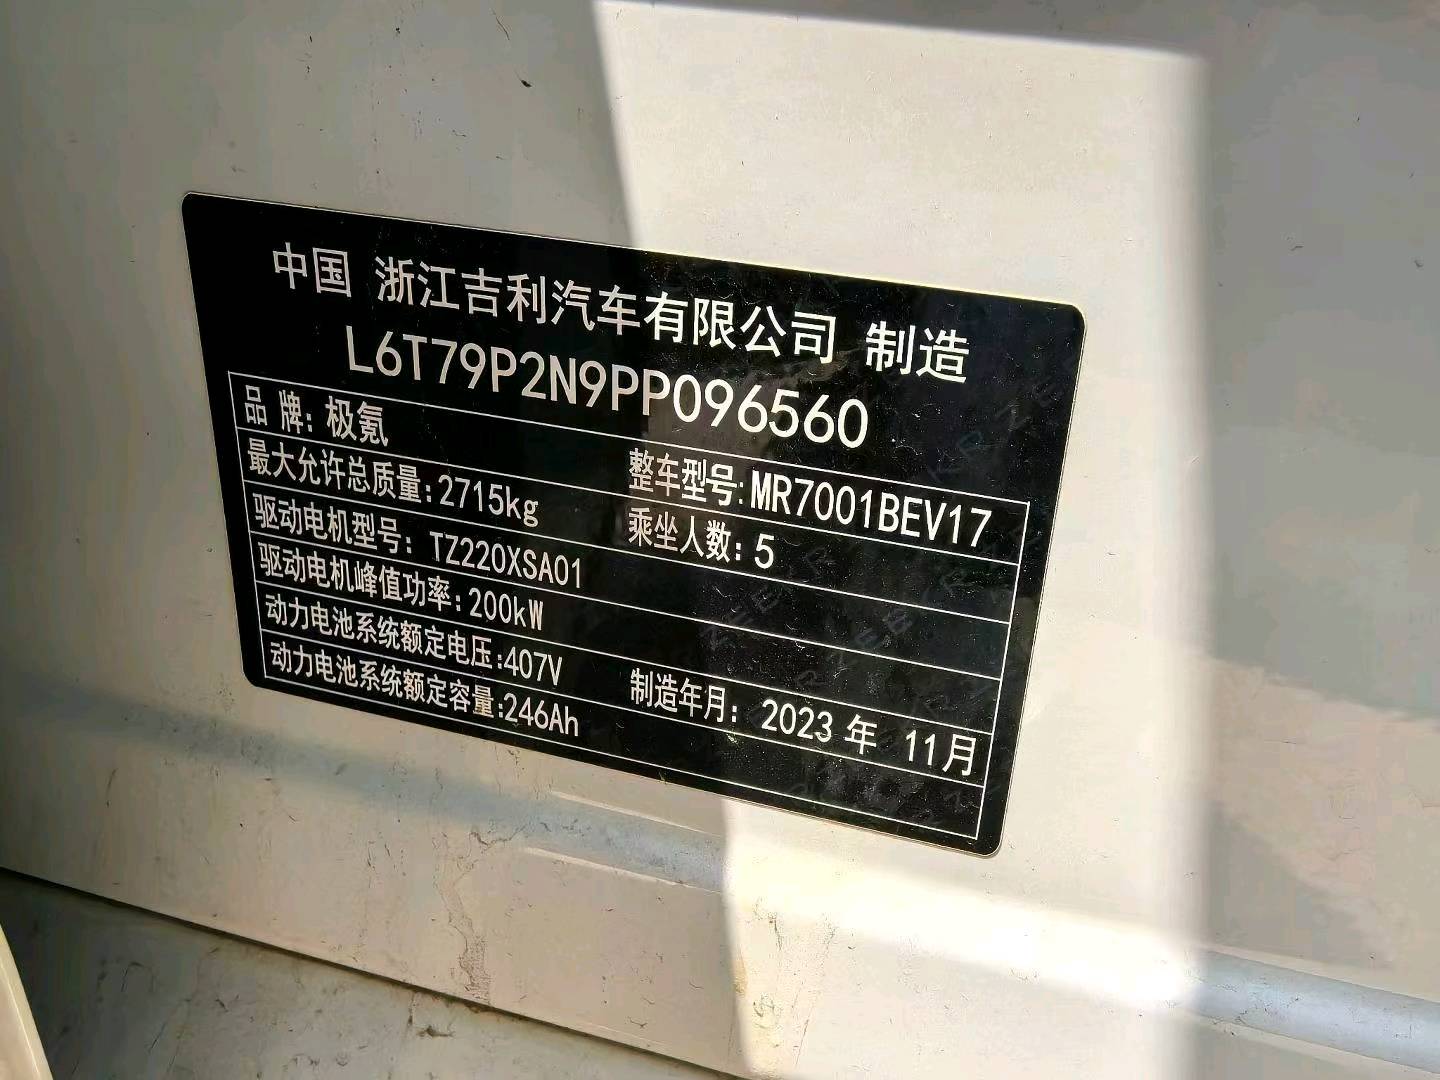 中国 浙江吉利汽车有限公司 制造
L6T79P2N9PP096560
品 牌: 极氪
整车型号: MR7001BEV17
最大允许总质量: 2715kg
乘坐人数: 5
驱动电机型号: TZ220XSA01
驱动电机峰值功率: 200kW
动力电池系统额定电压: 407V
制造年月: 2023 年 11月
动力电池系统额定容量: 246Ah